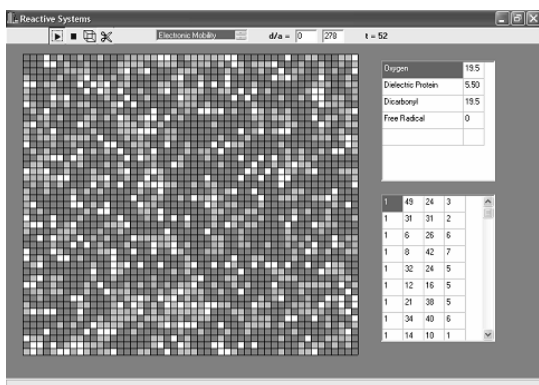 Reactive Systems
Electronic Mobility d/a = 0 278 t = 52
Oxygen 19.5
Dielectric Protein 5.50
Dicarbonyl 19.5
Free Radical 0
1 49 24 3
1 31 31 2
1 6 26 6
1 8 42 7
1 32 24 5
1 12 16 5
1 21 38 5
1 34 40 6
1 14 10 1